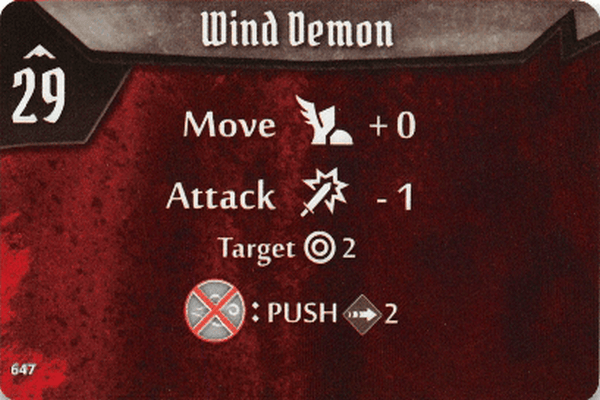 Wind Demon
29
Move + 0
Attack - 1
Target 2
: PUSH 2
647